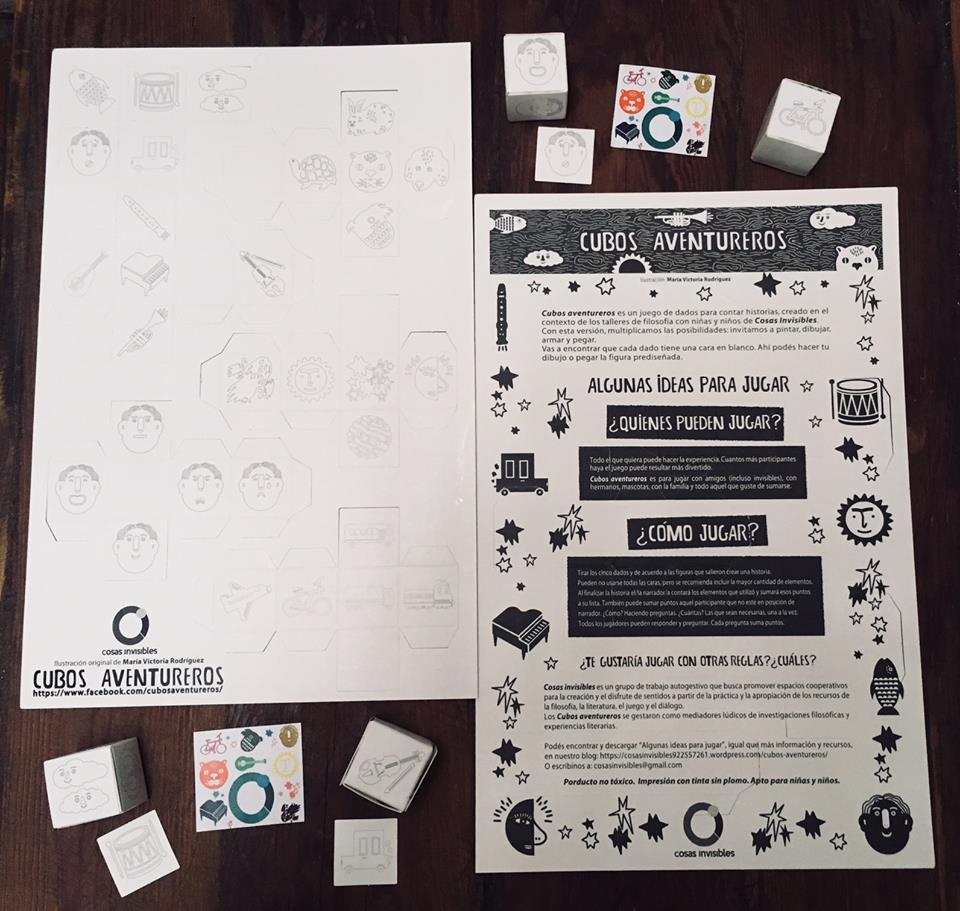 cosas invisibles
Ilustración original de María Victoria Rodríguez
CUBOS AVENTUREROS
https://www.facebook.com/cubosaventureros/
CUBOS AVENTUREROS
Ilustración María Victoria Rodríguez
Cubos aventureros es un juego de dados para contar historias, creado en el
contexto de los talleres de filosofía con niñas y niños de Cosas Invisibles.
Con esta versión, multiplicamos las posibilidades: invitamos a pintar, dibujar,
armar y pegar.
Vas a encontrar que cada dado tiene una cara en blanco. Ahí podés hacer tu
dibujo o pegar la figura prediseñada.
ALGUNAS IDEAS PARA JUGAR
¿QUIENES PUEDEN JUGAR?
Todo el que quiera puede hacer la experiencia. Cuantos más participantes
haya el juego puede resultar más divertido.
Cubos aventureros es para jugar con amigos (incluso invisibles), con
hermanos, mascotas, con la familia y todo aquel que guste de sumarse.
¿CÓMO JUGAR?
Tirar los cinco dados y de acuerdo a las figuras que salieron crear una historia.
Pueden no usarse todas las caras, pero se recomienda incluir la mayor cantidad de elementos.
Al finalizar la historia el/la narrador/a contará los elementos que utilizó y sumará esos puntos
a su lista. También puede sumar puntos aquel participante que no este en posición de
narrador. ¿Cómo? Haciendo preguntas. ¿Cuántas? Las que sean necesarias, una a la vez.
Todos los jugadores pueden responder y preguntar. Cada pregunta suma puntos.
¿TE GUSTARÍA JUGAR CON OTRAS REGLAS?¿CUÁLES?
Cosas invisibles es un grupo de trabajo autogestivo que busca promover espacios cooperativos
para la creación y el disfrute de sentidos a partir de la práctica y la apropiación de los recursos de
la filosofía, la literatura, el juego y el diálogo.
Los Cubos aventureros se gestaron como mediadores lúdicos de investigaciones filosóficas y
experiencias literarias.
Podés encontrar y descargar "Algunas ideas para jugar", igual que más información y recursos,
en nuestro blog: https://cosasinvisibles922557261.wordpress.com/cubos-aventureros/
O escribinos a: cosasinvisibles@gmail.com
Porducto no táxico. Impresión con tinta sin plomo. Apto para niñas y niños.
cosas invisibles